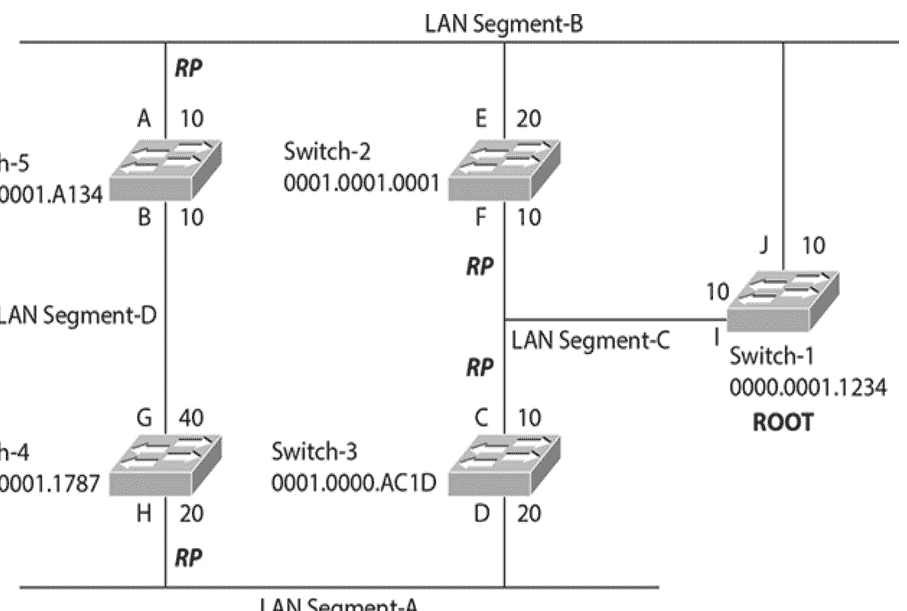 LAN Segment-B
RP
A 10
E 20
h-5
0001.A134
Switch-2
0001.0001.0001
B 10
F 10
RP
J 10
10
LAN Segment-D
LAN Segment-C
I
RP
Switch-1
0000.0001.1234
ROOT
G 40
C 10
h-4
0001.1787
Switch-3
0001.0000.AC1D
H 20
D 20
RP
LAN Segment-A